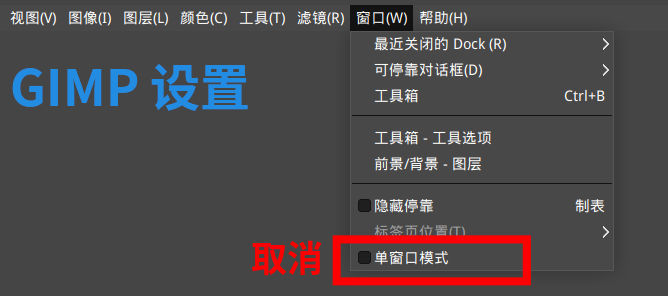 视图(V) 图像(I) 图层(L) 颜色(C) 工具(T) 滤镜(R) 窗口(W) 帮助(H)
GIMP 设置
最近关闭的 Dock (R)
可停靠对话框(D)
工具箱 Ctrl+B
工具箱 - 工具选项
前景/背景 - 图层
隐藏停靠 制表
标签页位置(T)
取消
单窗口模式